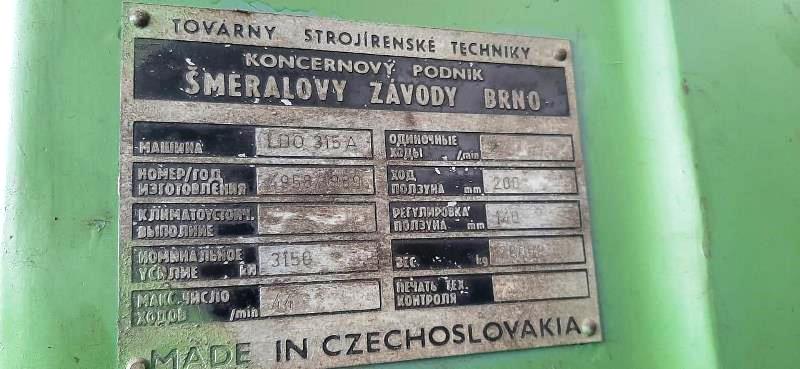 TOVÁRNY STROJÍRENSKÉ TECHNIKY
KONCERNOVÝ PODNIK
ŠMERALOVY ZÁVODY BRNO
МАШИНА LDO 315 A
НОМЕР/ГОД
ИЗГОТОВЛЕНИЯ
КЛИМАТОУСТОЙЧ.
ВЫПОЛНЕНИЕ
НОМИНАЛЬНОЕ
УСИЛИЕ kN 3150
МАКС. ЧИСЛО
ХОДОВ /min 44
ОДИНОЧНЫЕ
ХОДЫ /min
ХОД
ПОЛЗУНА mm 200
РЕГУЛИРОВКА
ПОЛЗУНА mm 140
ВЕС kg
ПЕЧАТЬ ТЕХ.
КОНТРОЛЯ
MADE IN CZECHOSLOVAKIA